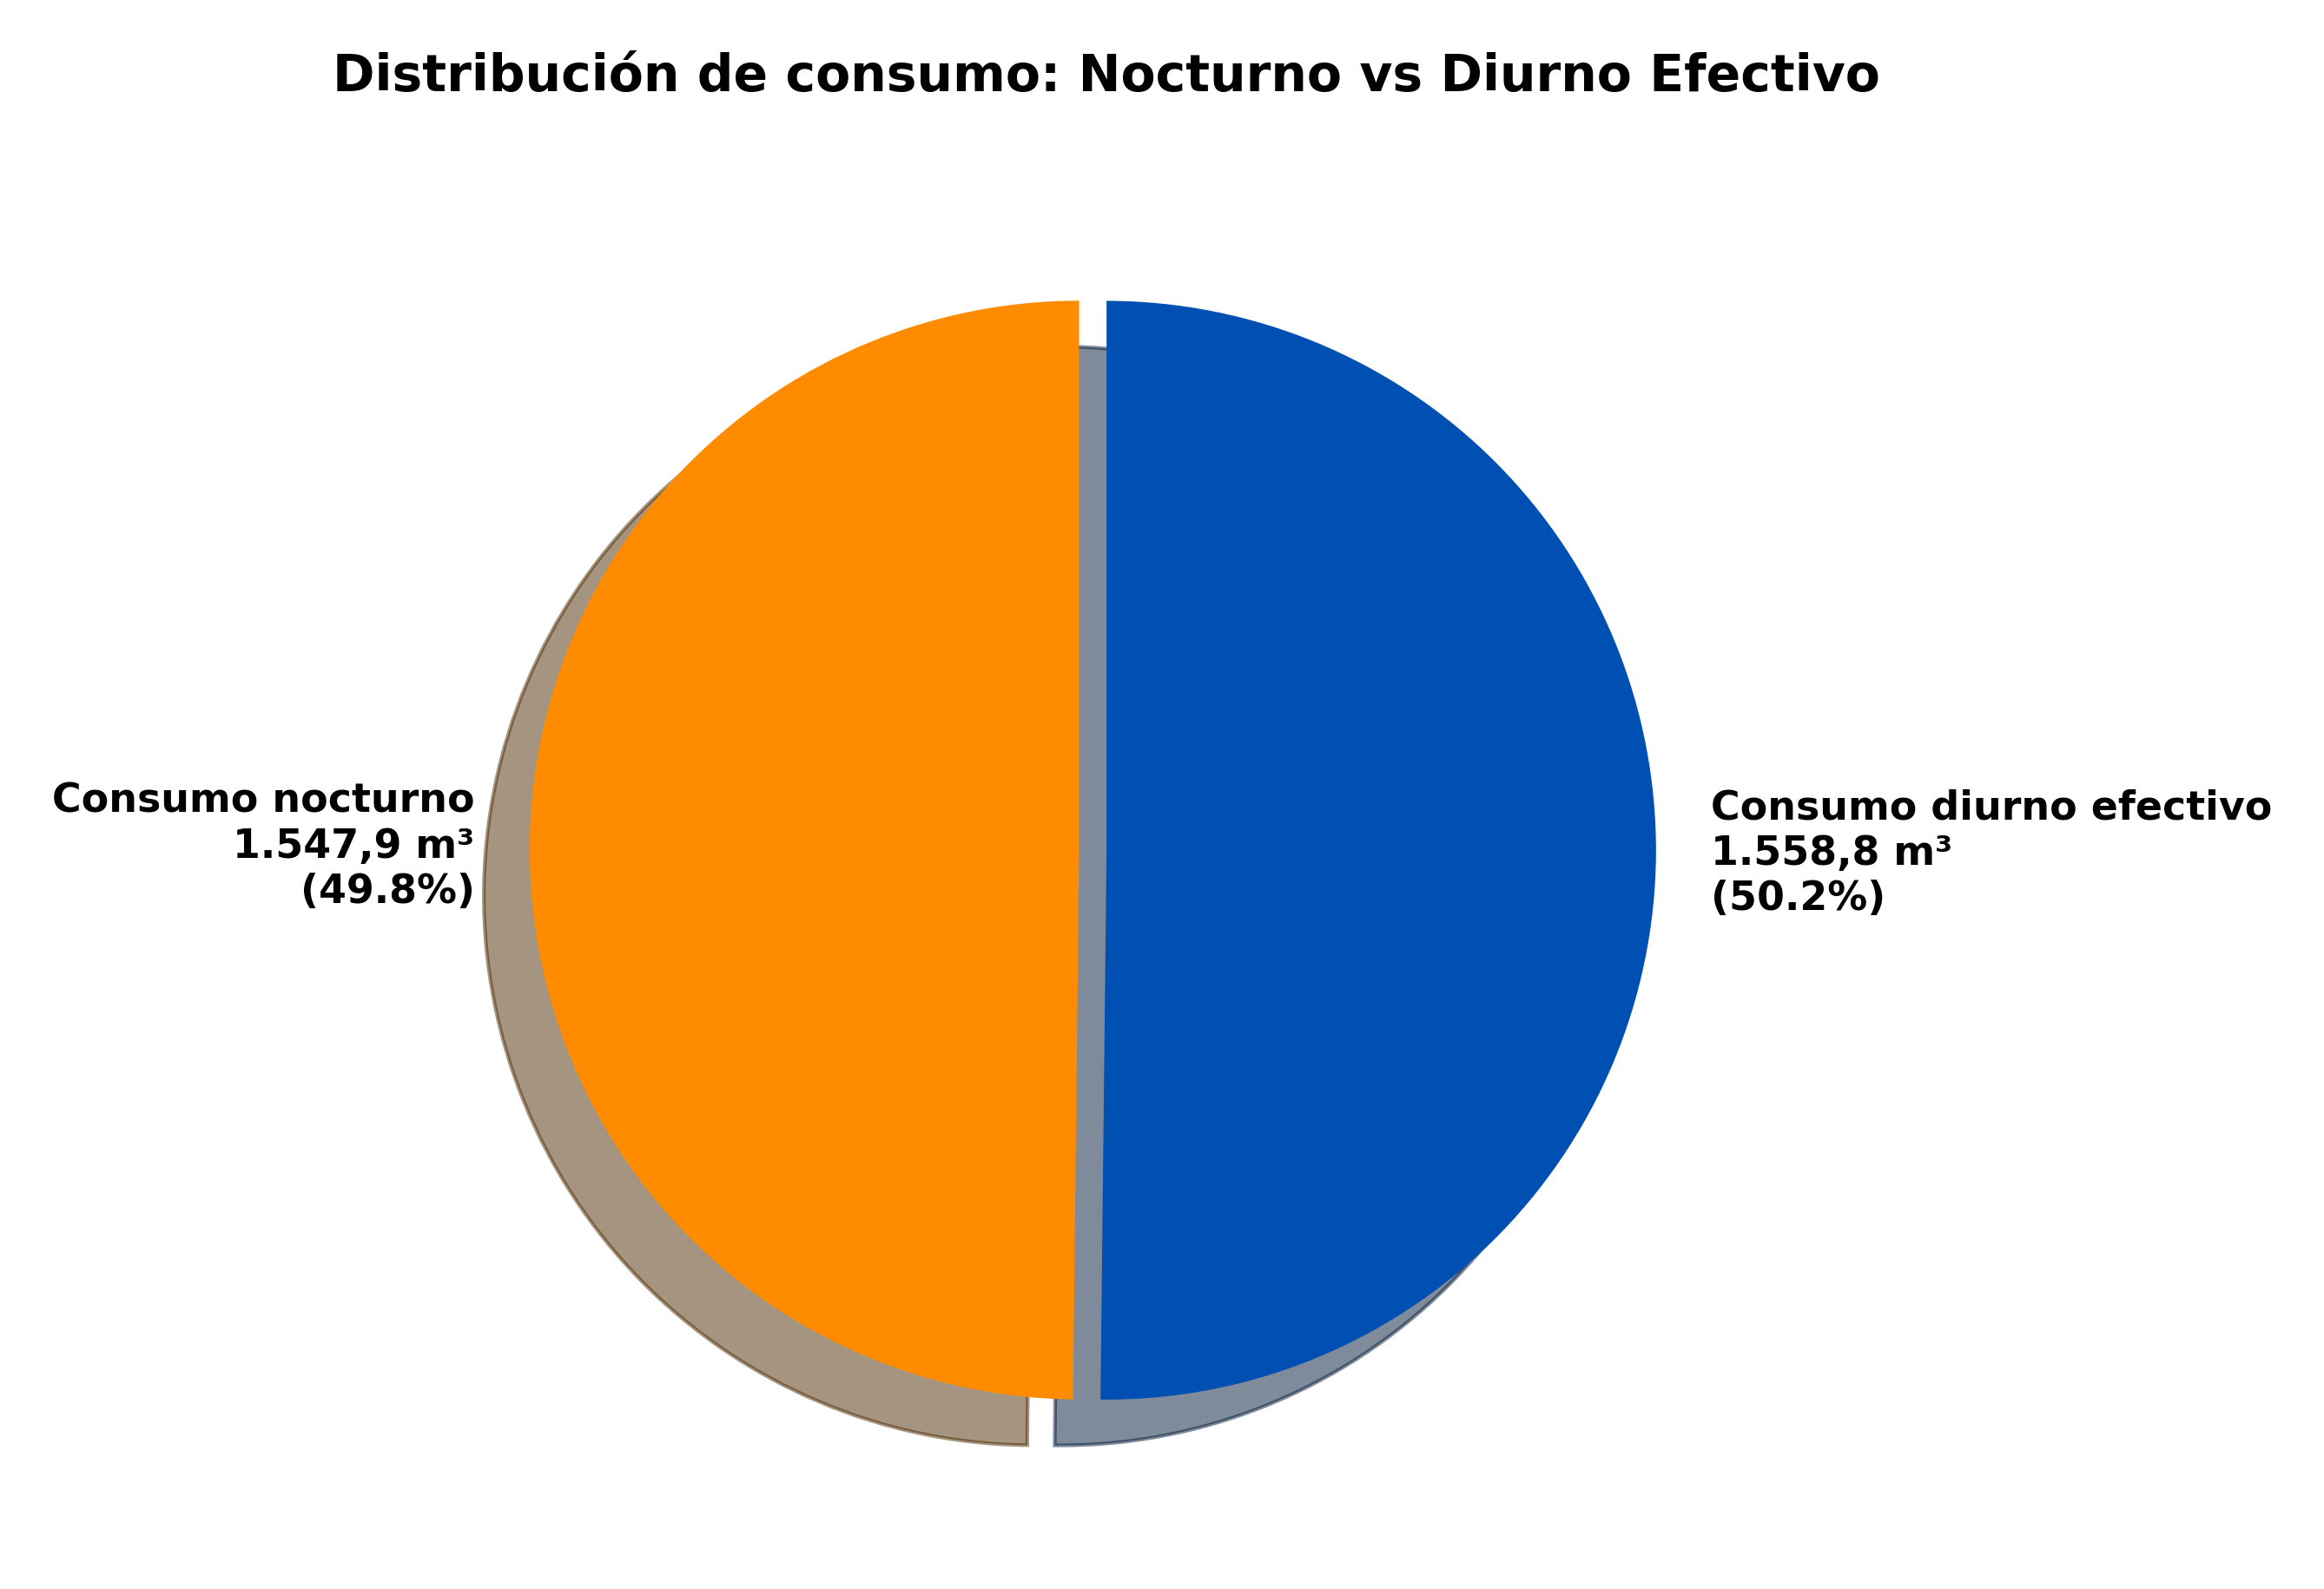 Distribución de consumo: Nocturno vs Diurno Efectivo
Consumo nocturno
1.547,9 m³
(49.8%)
Consumo diurno efectivo
1.558,8 m³
(50.2%)